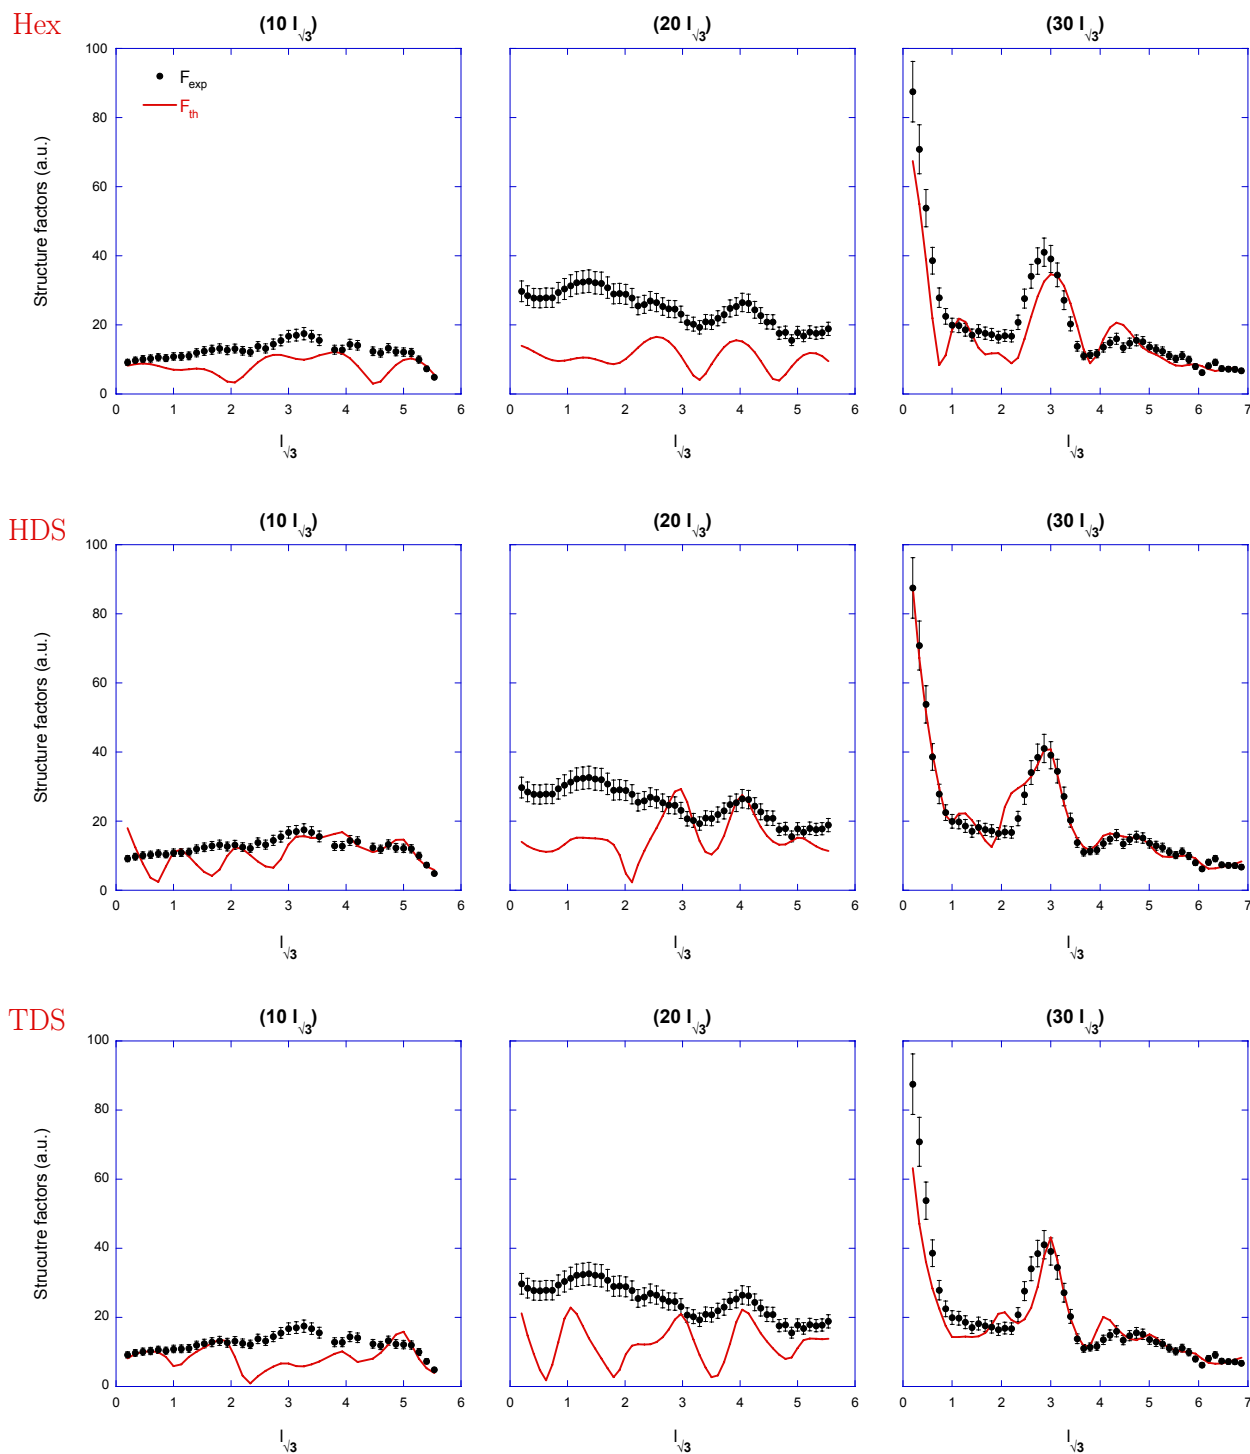 Hex
(10 l√3)
(20 l√3)
(30 l√3)
Structure factors (a.u.)
100
80
60
40
20
0
F_exp
F_th
0 1 2 3 4 5 6
0 1 2 3 4 5 6
0 1 2 3 4 5 6 7
l√3
l√3
l√3
HDS
(10 l√3)
(20 l√3)
(30 l√3)
Structure factors (a.u.)
100
80
60
40
20
0
0 1 2 3 4 5 6
0 1 2 3 4 5 6
0 1 2 3 4 5 6 7
l√3
l√3
l√3
TDS
(10 l√3)
(20 l√3)
(30 l√3)
Strucutre factors (a.u.)
100
80
60
40
20
0
0 1 2 3 4 5 6
0 1 2 3 4 5 6
0 1 2 3 4 5 6 7
l√3
l√3
l√3